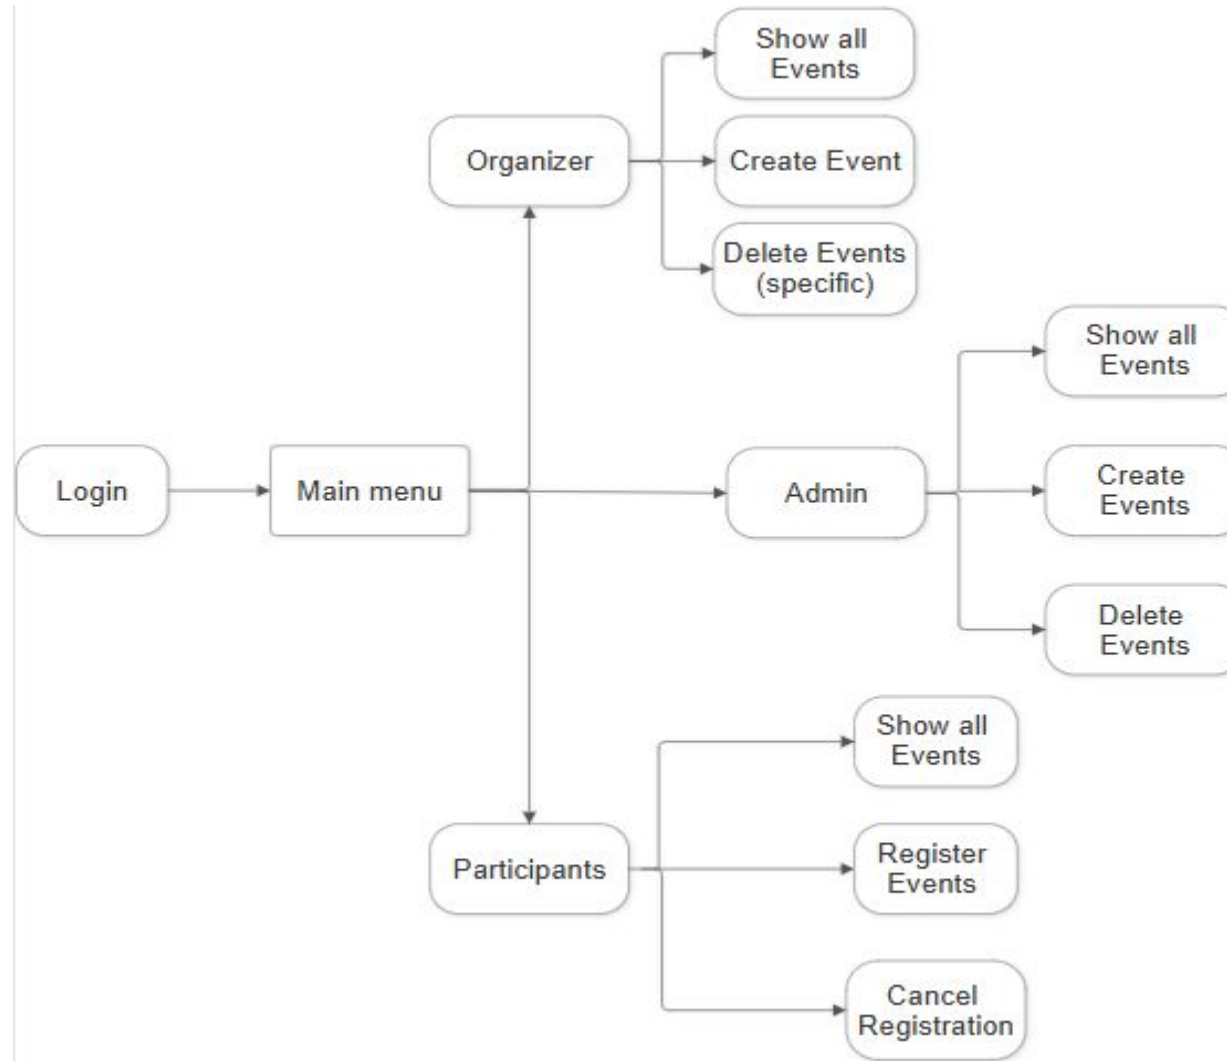 Show all
Events
Organizer
Create Event
Delete Events
(specific)
Show all
Events
Login
Main menu
Admin
Create
Events
Delete
Events
Show all
Events
Participants
Register
Events
Cancel
Registration